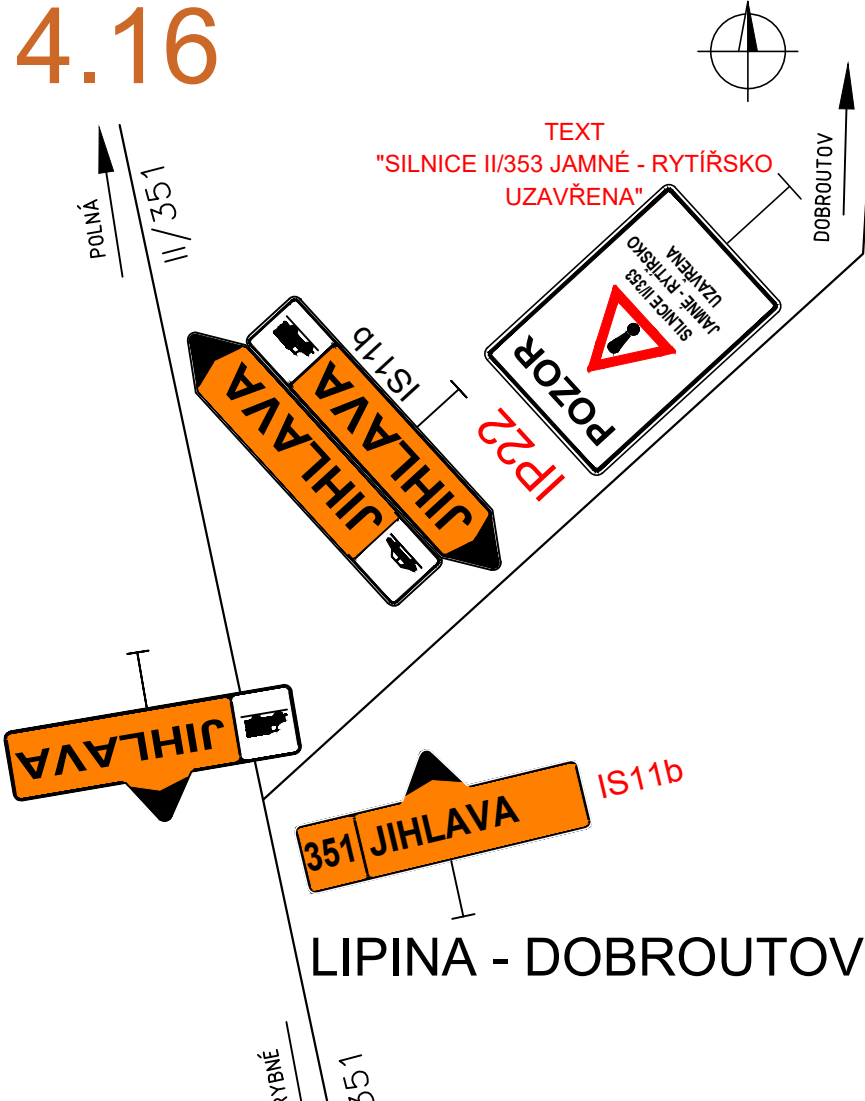 4.16
TEXT
"SILNICE II/353 JAMNÉ - RYTÍŘSKO
UZAVŘENA"
DOBROUTOV
POLNÁ
II/351
POZOR
SILNICE II/353
JAMNÉ - RYTÍŘSKO
UZAVŘENA
IP22
IS11b
JIHLAVA
JIHLAVA
JIHLAVA
351 JIHLAVA
IS11b
LIPINA - DOBROUTOV
RYBNÉ
351